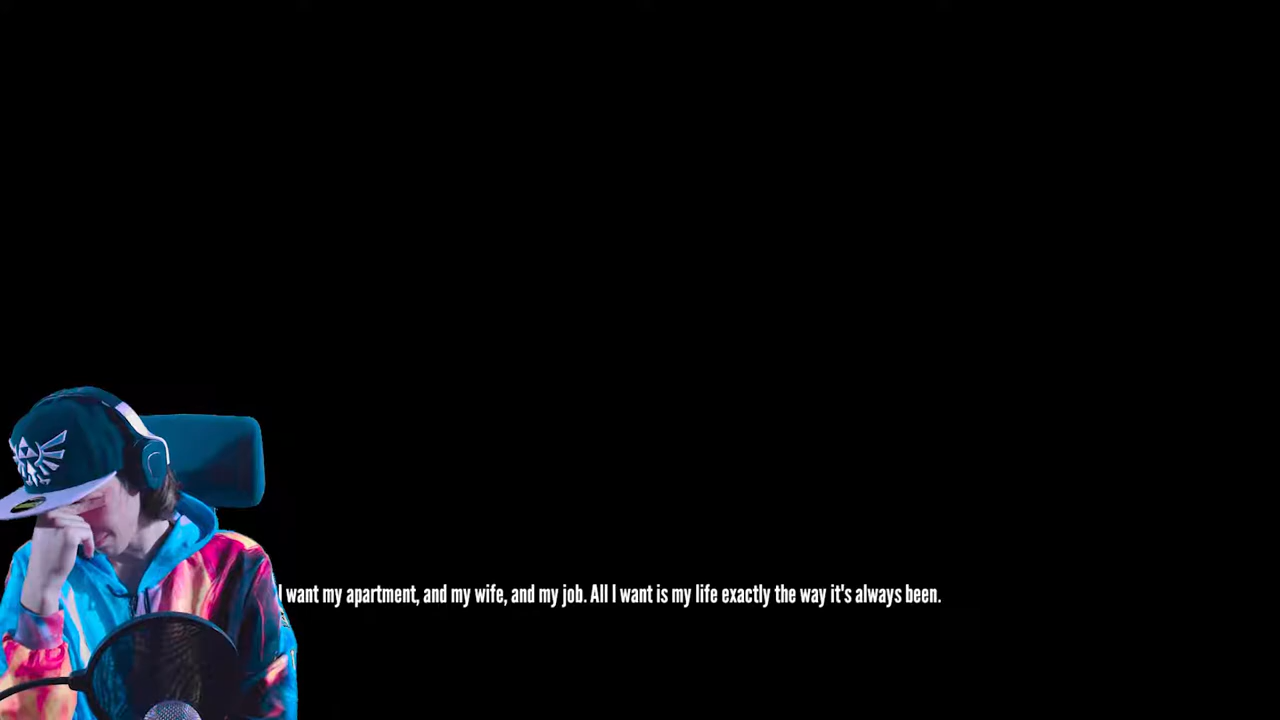 I want my apartment, and my wife, and my job. All I want is my life exactly the way it's always been.